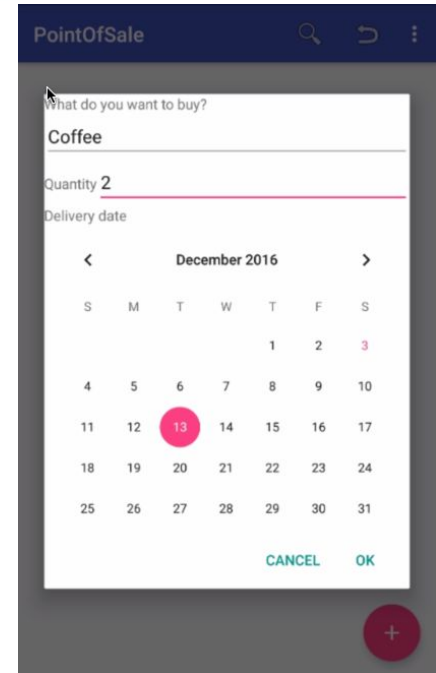 PointOfSale
What do you want to buy?
Coffee
Quantity 2
Delivery date
December 2016
S M T W T F S
1 2 3
4 5 6 7 8 9 10
11 12 13 14 15 16 17
18 19 20 21 22 23 24
25 26 27 28 29 30 31
CANCEL OK